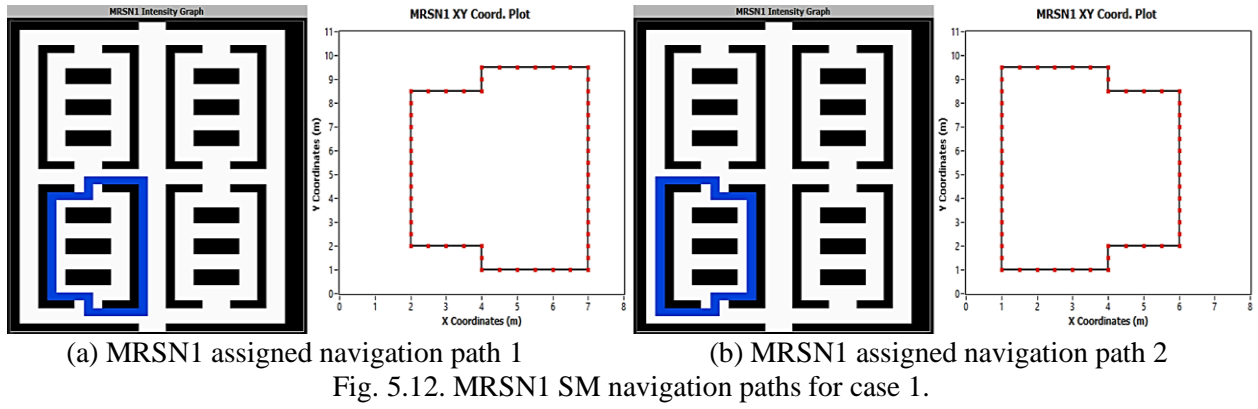 MRSN1 Intensity Graph
MRSN1 XY Coord. Plot
Y Coordinates (m)
11
10
9
8
7
6
5
4
3
2
1
0
0 1 2 3 4 5 6 7 8
X Coordinates (m)
MRSN1 Intensity Graph
MRSN1 XY Coord. Plot
Y Coordinates (m)
11
10
9
8
7
6
5
4
3
2
1
0
0 1 2 3 4 5 6 7 8
X Coordinates (m)
(a) MRSN1 assigned navigation path 1
(b) MRSN1 assigned navigation path 2
Fig. 5.12. MRSN1 SM navigation paths for case 1.